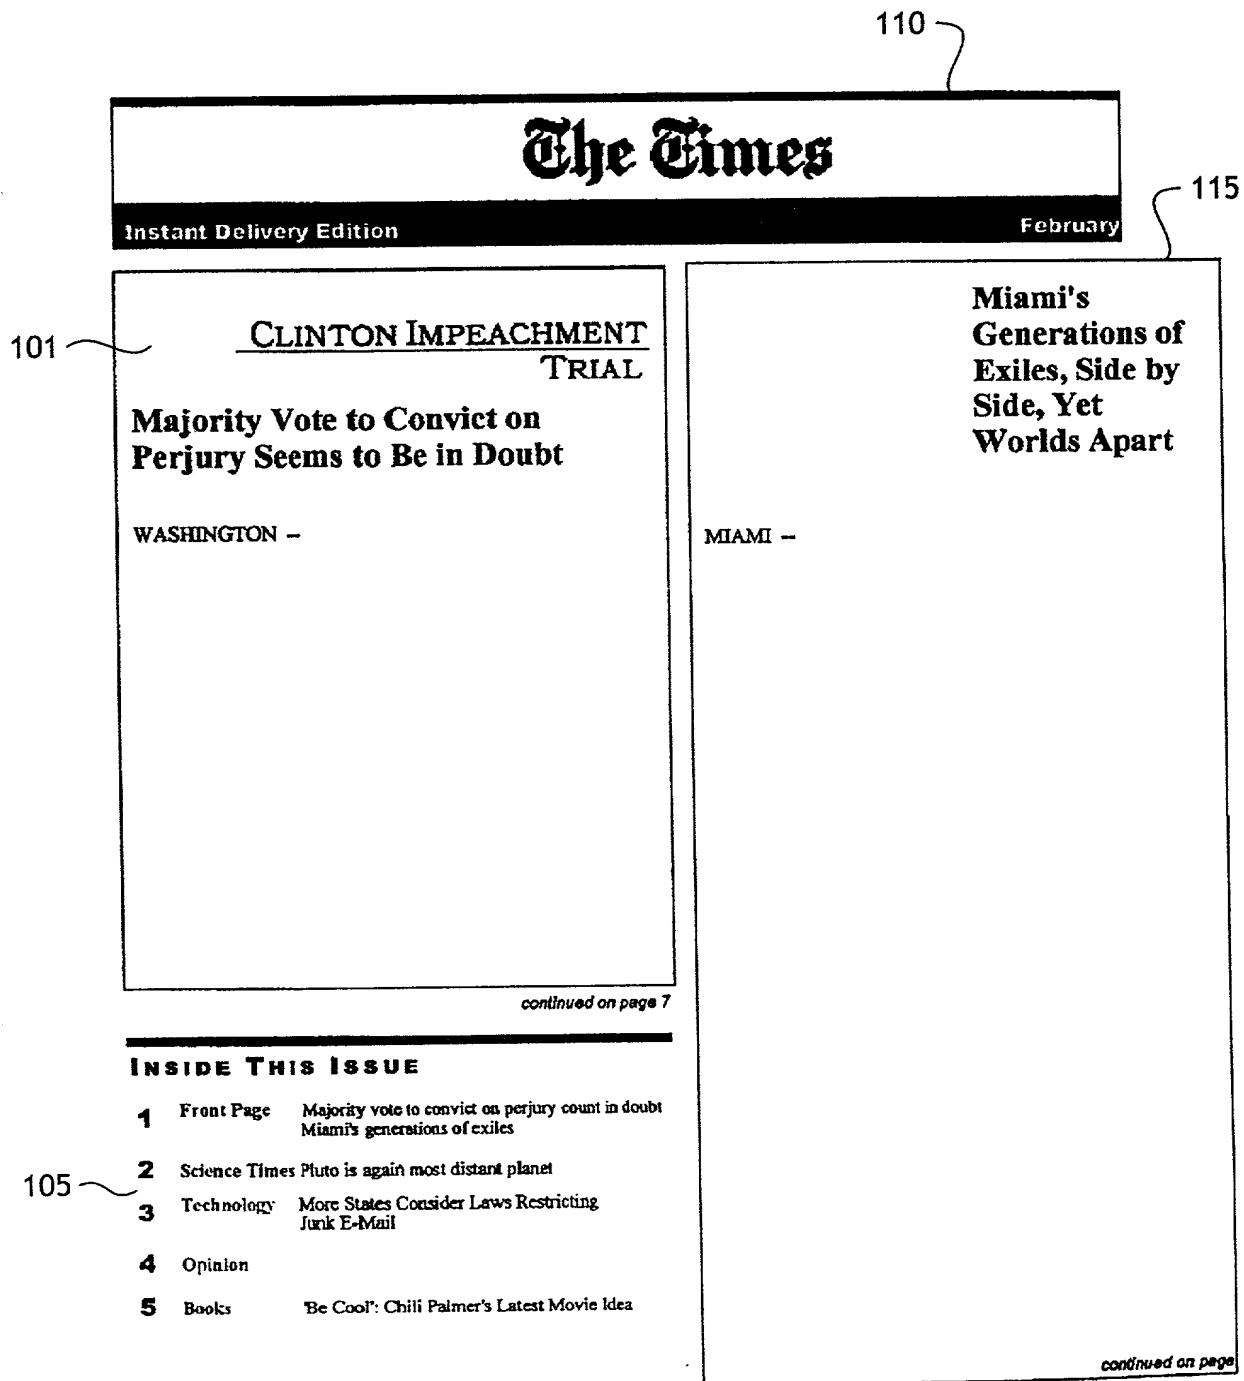 110
The Times
115
Instant Delivery Edition
February
101
CLINTON IMPEACHMENT
TRIAL
Majority Vote to Convict on
Perjury Seems to Be in Doubt
WASHINGTON –
continued on page 7
Miami's
Generations of
Exiles, Side by
Side, Yet
Worlds Apart
MIAMI –
continued on page
INSIDE THIS ISSUE
1 Front Page Majority vote to convict on perjury count in doubt
Miami's generations of exiles
2 Science Times Pluto is again most distant planet
105
3 Technology More States Consider Laws Restricting
Junk E-Mail
4 Opinion
5 Books 'Be Cool': Chili Palmer's Latest Movie Idea